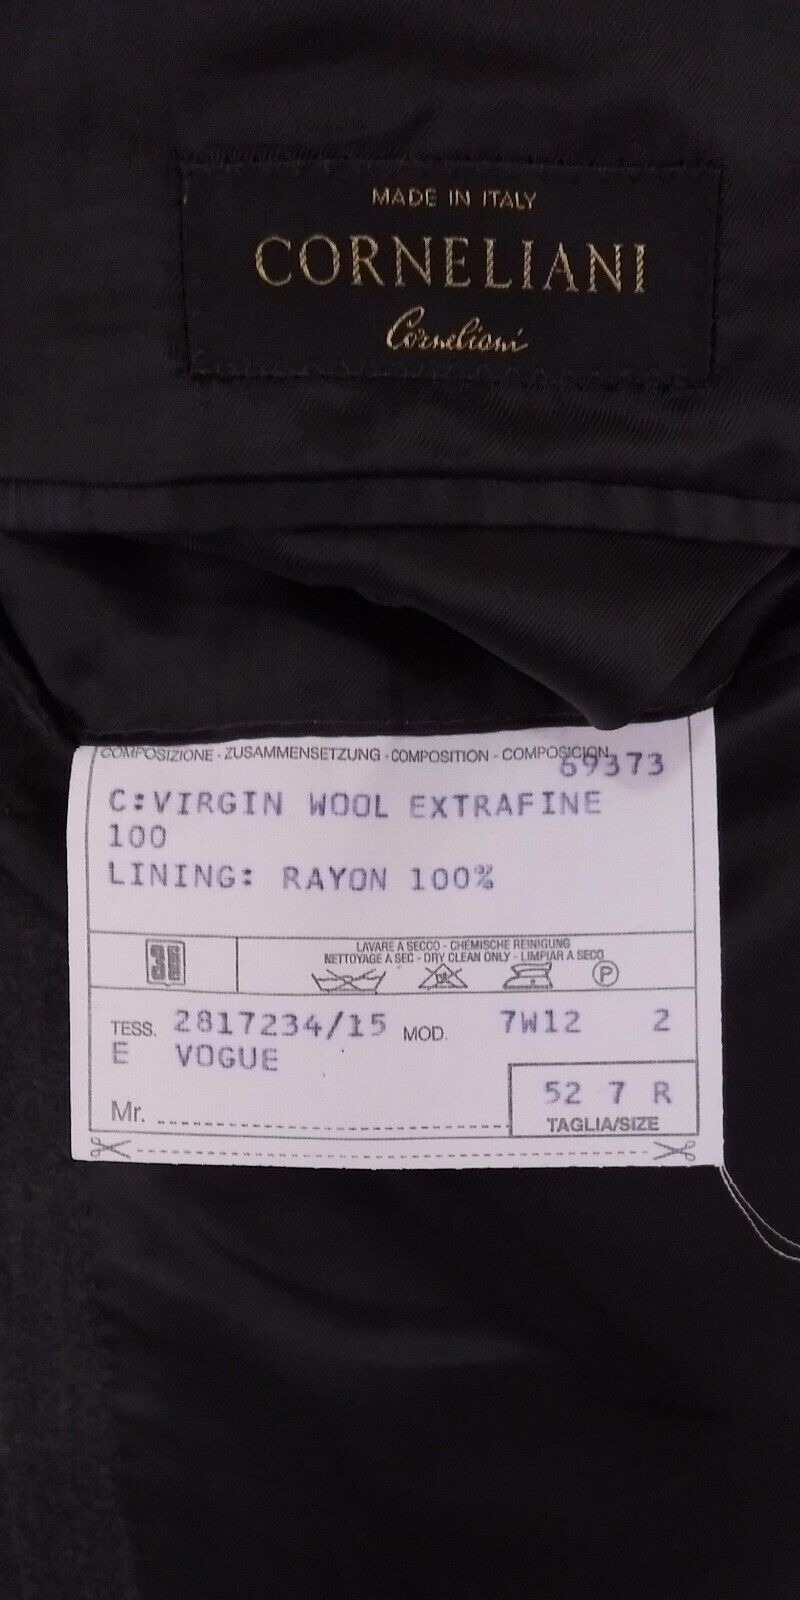 MADE IN ITALY
CORNELIANI
Corneliani
COMPOSIZIONE - ZUSAMMENSETZUNG - COMPOSITION - COMPOSICION
69373
C:VIRGIN WOOL EXTRAFINE
100
LINING: RAYON 100%
LAVARE A SECCO - CHEMISCHE REINIGUNG
NETTOYAGE A SEC - DRY CLEAN ONLY - LIMPIAR A SECO
P
TESS. 2817234/15 MOD. 7W12 2
E VOGUE
52 7 R
Mr.
TAGLIA/SIZE